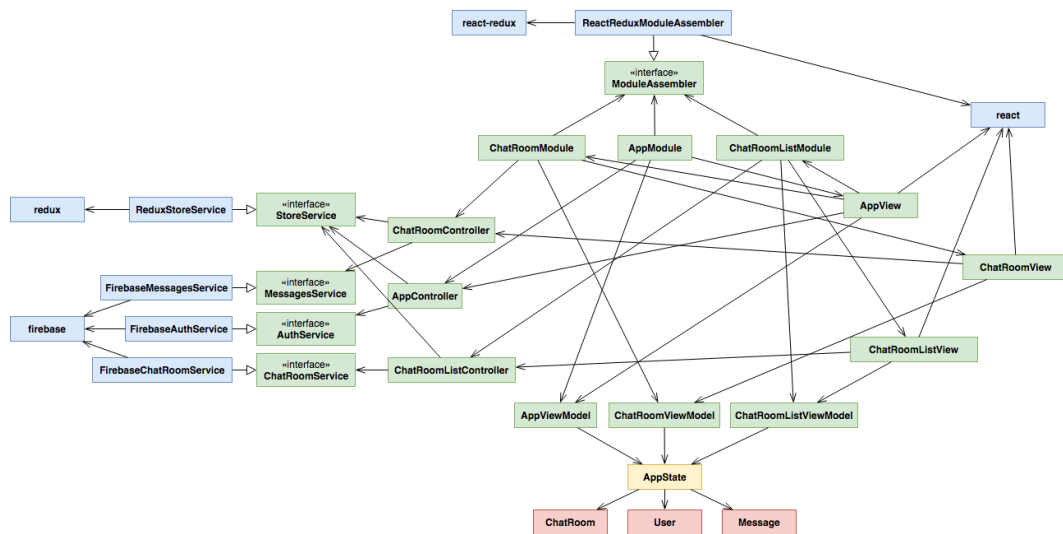 react-redux
ReactReduxModuleAssembler
«interface»
ModuleAssembler
react
ChatRoomModule
AppModule
ChatRoomListModule
redux
ReduxStoreService
«interface»
StoreService
AppView
ChatRoomController
ChatRoomView
FirebaseMessagesService
«interface»
MessagesService
AppController
firebase
FirebaseAuthService
«interface»
AuthService
ChatRoomListView
FirebaseChatRoomService
«interface»
ChatRoomService
ChatRoomListController
AppViewModel
ChatRoomViewModel
ChatRoomListViewModel
AppState
ChatRoom
User
Message